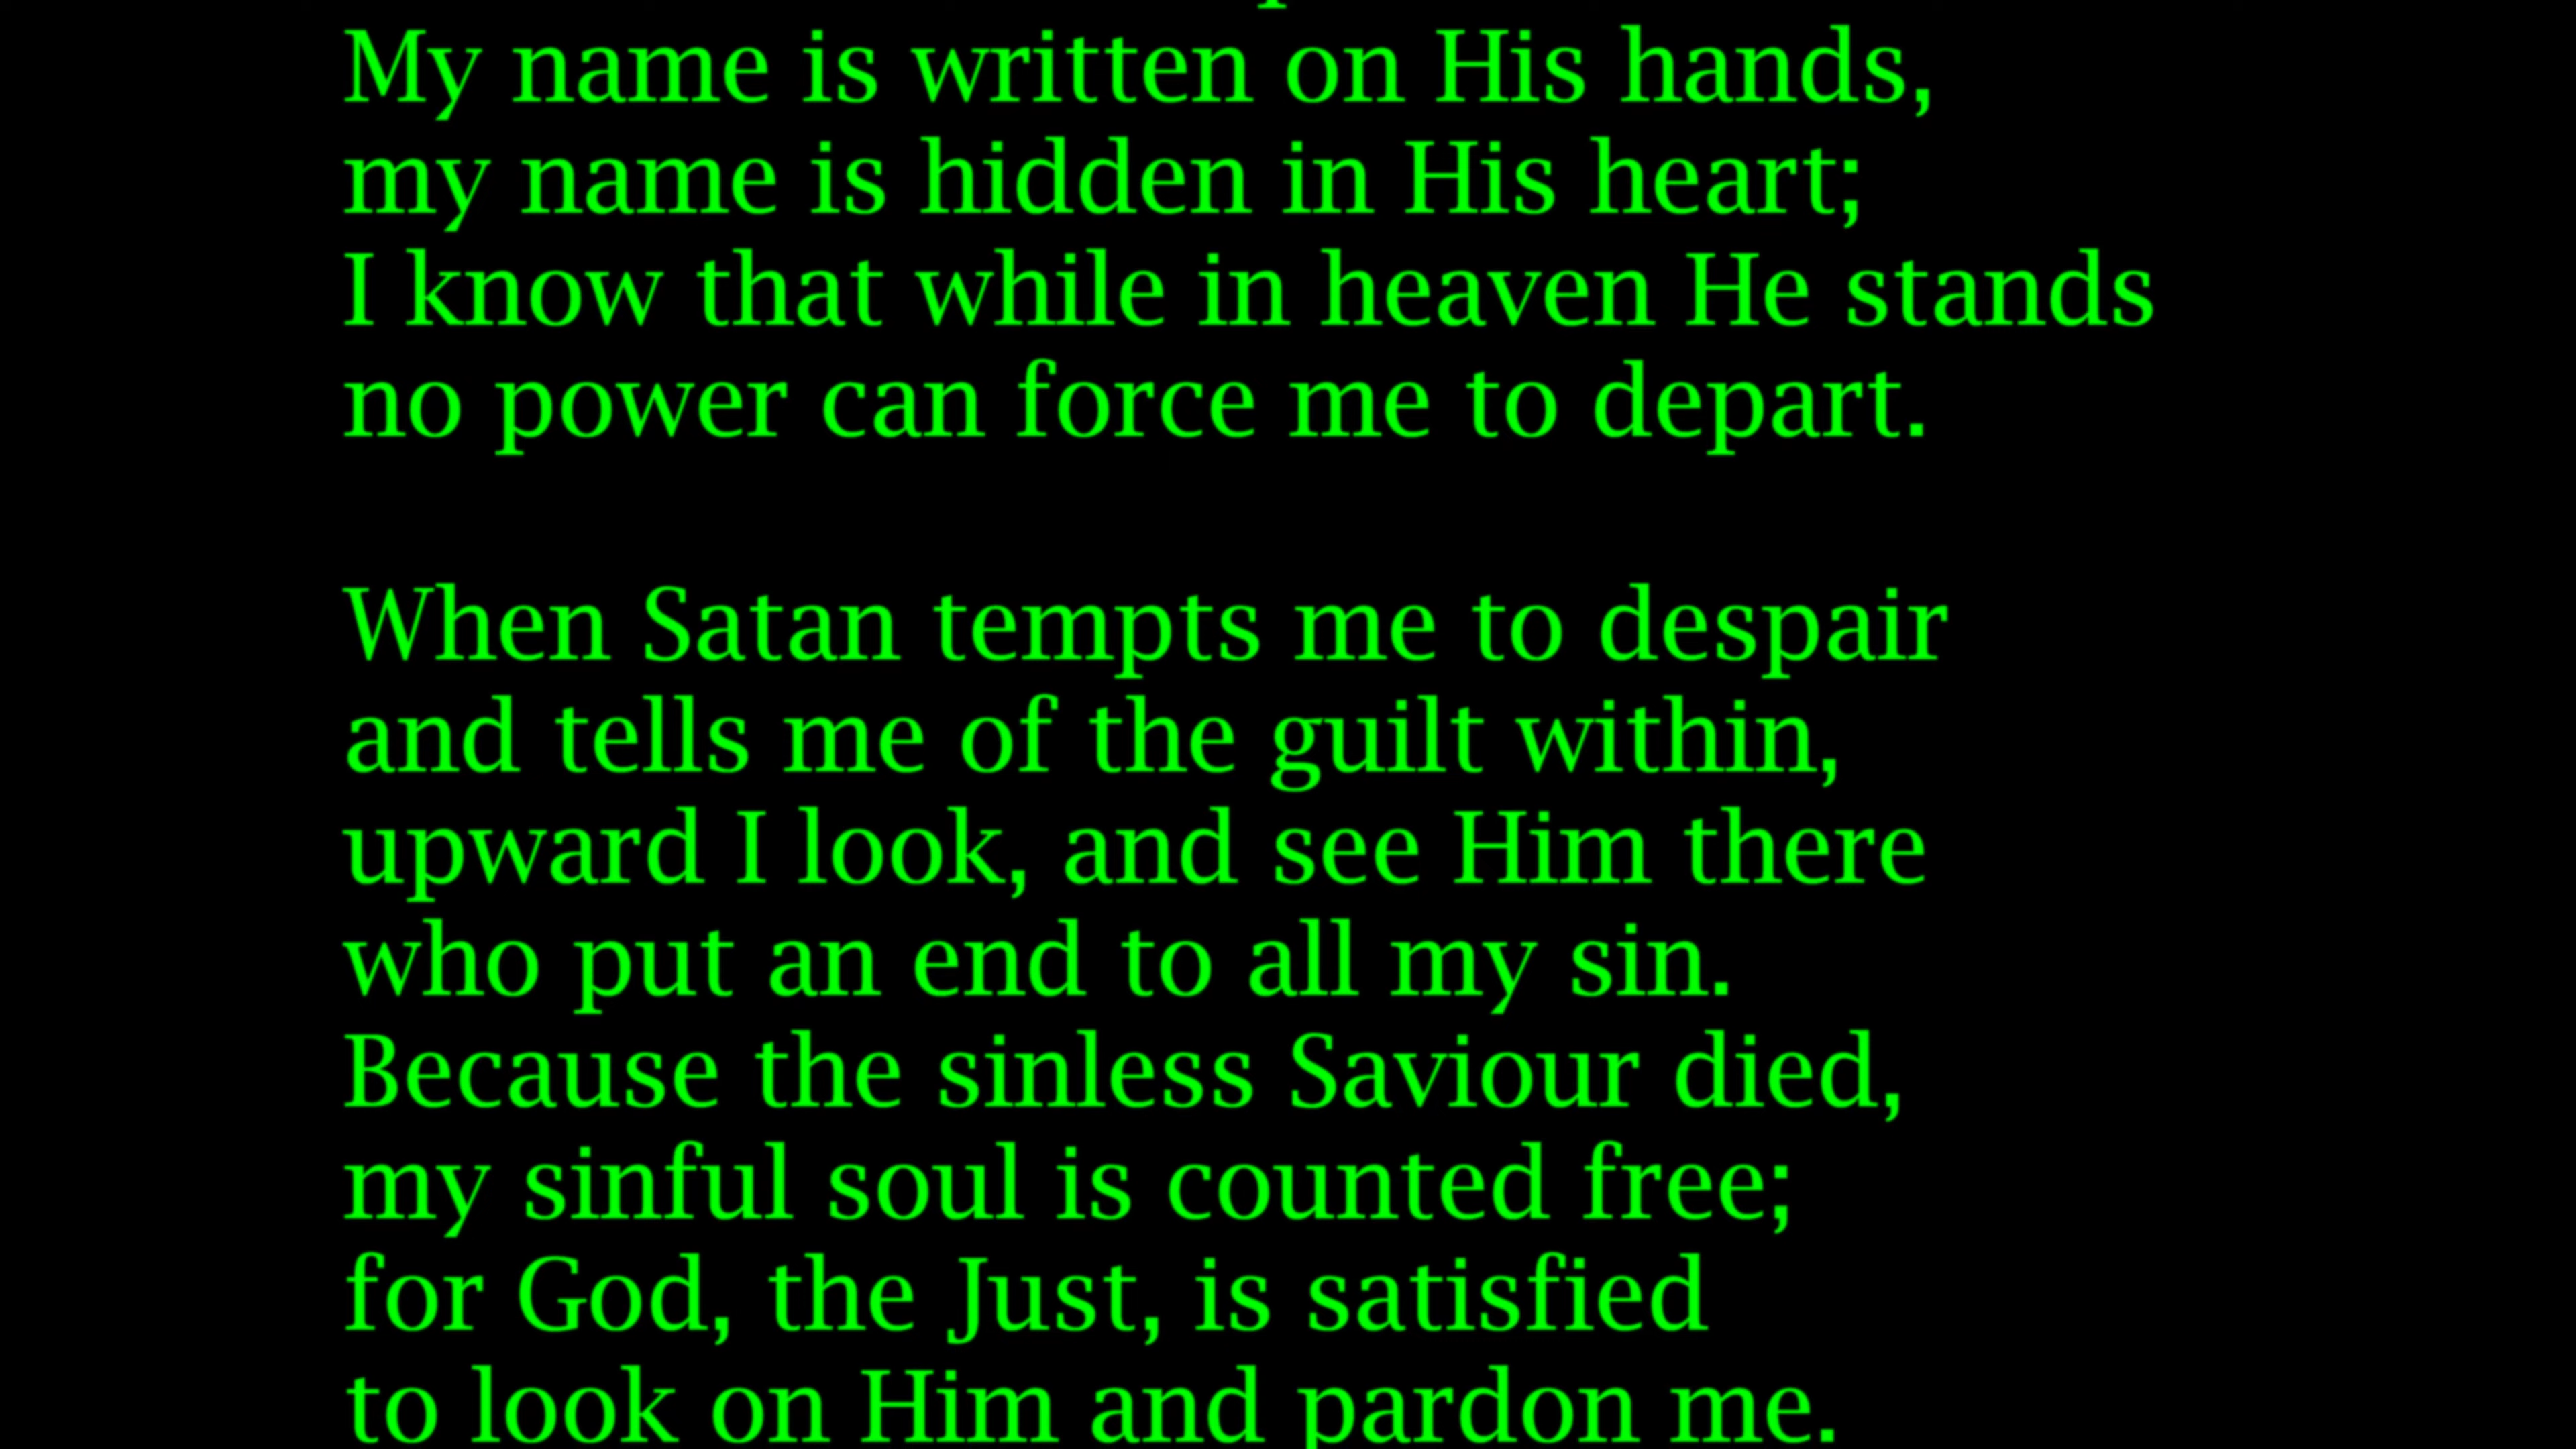 My name is written on His hands,
my name is hidden in His heart;
I know that while in heaven He stands
no power can force me to depart.
When Satan tempts me to despair
and tells me of the guilt within,
upward I look, and see Him there
who put an end to all my sin.
Because the sinless Saviour died,
my sinful soul is counted free;
for God, the Just, is satisfied
to look on Him and pardon me.